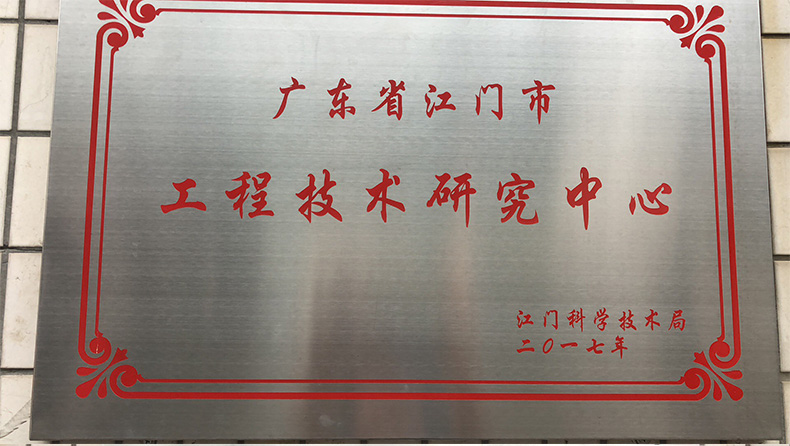 广东省江门市
工程技术研究中心
江门科学技术局
二〇一七年